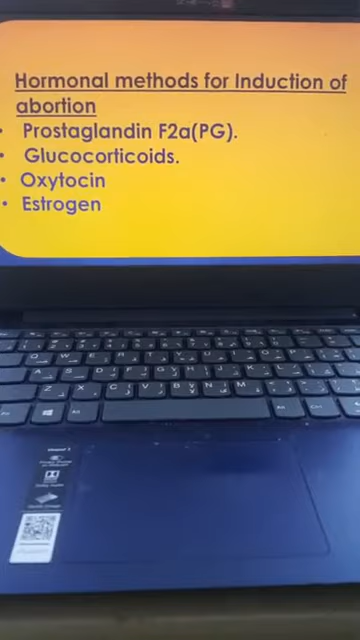 Hormonal methods for Induction of
abortion
• Prostaglandin F2a(PG).
• Glucocorticoids.
• Oxytocin
• Estrogen